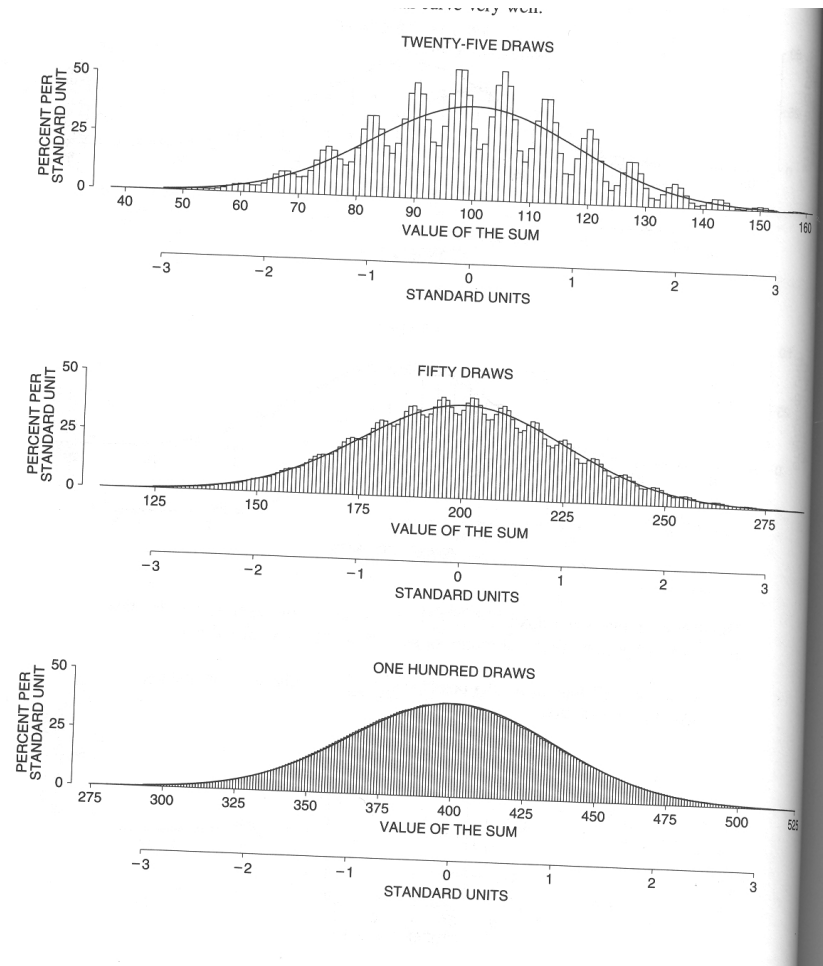 very well.
TWENTY-FIVE DRAWS
PERCENT PER
STANDARD UNIT
50
25
0
40 50 60 70 80 90 100 110 120 130 140 150 160
VALUE OF THE SUM
−3 −2 −1 0 1 2 3
STANDARD UNITS
FIFTY DRAWS
PERCENT PER
STANDARD UNIT
50
25
0
125 150 175 200 225 250 275
VALUE OF THE SUM
−3 −2 −1 0 1 2 3
STANDARD UNITS
ONE HUNDRED DRAWS
PERCENT PER
STANDARD UNIT
50
25
0
275 300 325 350 375 400 425 450 475 500 525
VALUE OF THE SUM
−3 −2 −1 0 1 2 3
STANDARD UNITS